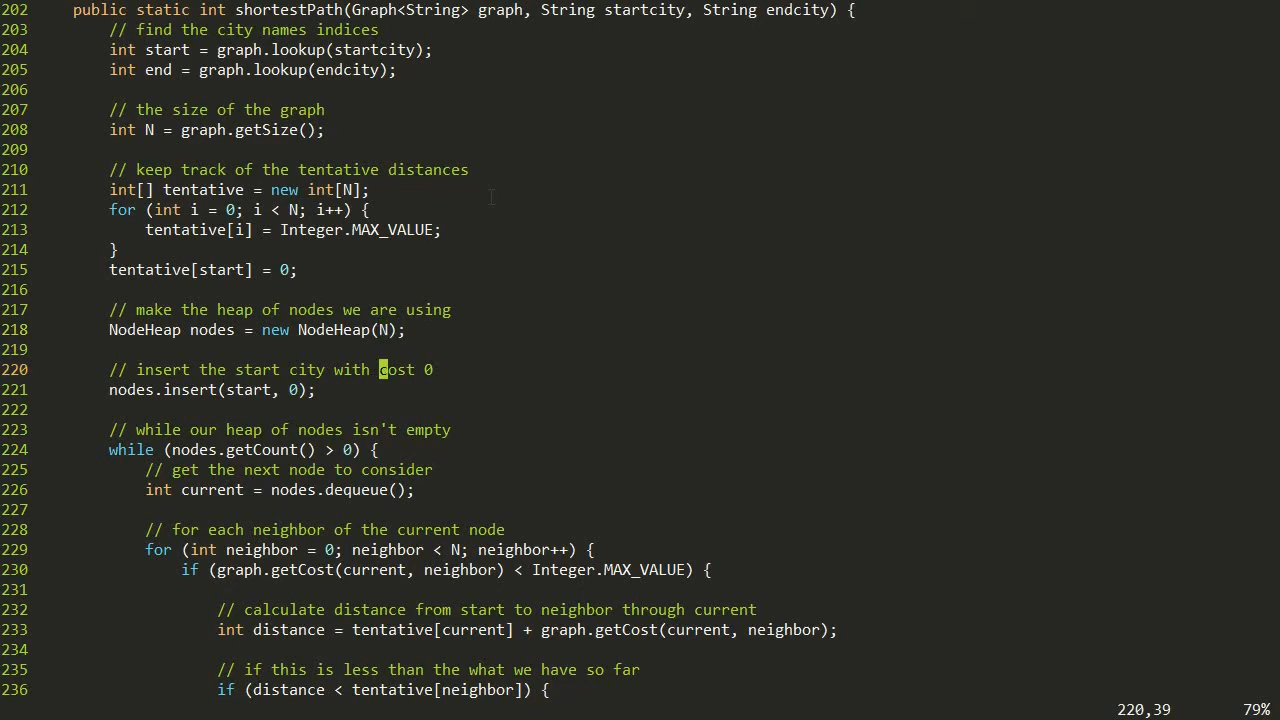 202     public static int shortestPath(Graph<String> graph, String startcity, String endcity) {
203         // find the city names indices
204         int start = graph.lookup(startcity);
205         int end = graph.lookup(endcity);
206
207         // the size of the graph
208         int N = graph.getSize();
209
210         // keep track of the tentative distances
211         int[] tentative = new int[N];
212         for (int i = 0; i < N; i++) {
213             tentative[i] = Integer.MAX_VALUE;
214         }
215         tentative[start] = 0;
216
217         // make the heap of nodes we are using
218         NodeHeap nodes = new NodeHeap(N);
219
220         // insert the start city with cost 0
221         nodes.insert(start, 0);
222
223         // while our heap of nodes isn't empty
224         while (nodes.getCount() > 0) {
225             // get the next node to consider
226             int current = nodes.dequeue();
227
228             // for each neighbor of the current node
229             for (int neighbor = 0; neighbor < N; neighbor++) {
230                 if (graph.getCost(current, neighbor) < Integer.MAX_VALUE) {
231
232                     // calculate distance from start to neighbor through current
233                     int distance = tentative[current] + graph.getCost(current, neighbor);
234
235                     // if this is less than the what we have so far
236                     if (distance < tentative[neighbor]) {
220,39        79%